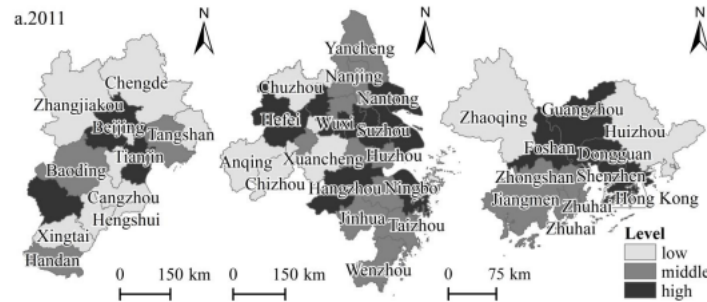 a.2011
N
N
N
Chengde
Zhangjiakou
Beijing
Tangshan
Tianjin
Baoding
Cangzhou
Hengshui
Xingtai
Handan
0 150 km
Yancheng
Nanjing
Chuzhou
Nantong
Hefei
Wuxi
Suzhou
Anqing
Xuancheng
Huzhou
Chizhou
Hangzhou
Ningbo
Jinhua
Taizhou
Wenzhou
0 150 km
Zhaoqing
Guangzhou
Huizhou
Foshan
Dongguan
Zhongshan
Shenzhen
Jiangmen
Zhuhai
Hong Kong
Zhuhai
0 75 km
Level
low
middle
high